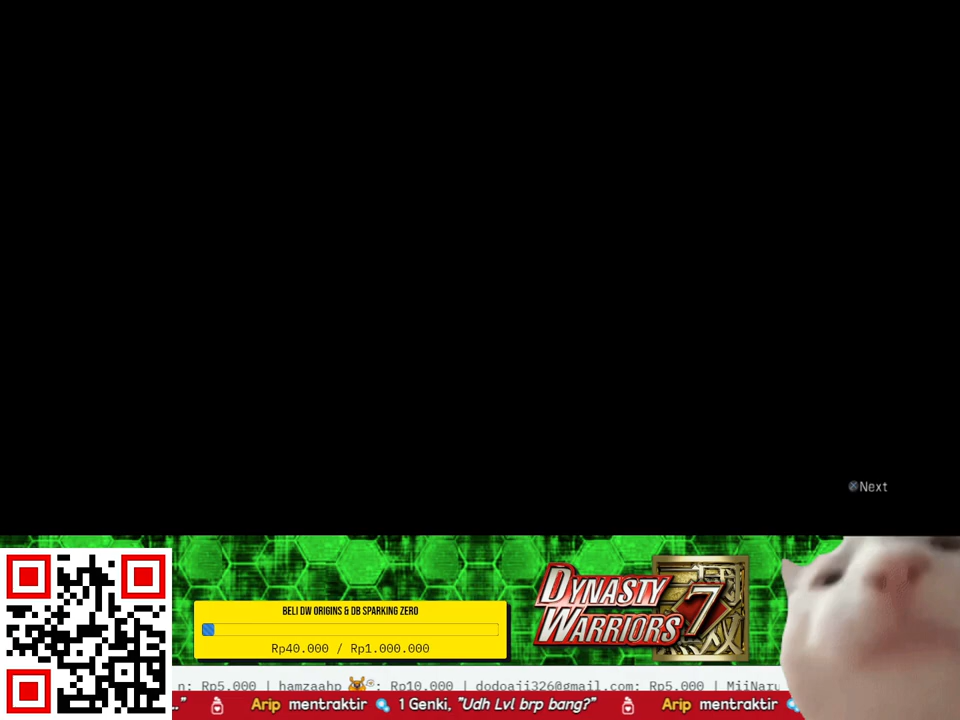 Next
DYNASTY
WARRIORS
7
BELI DW ORIGINS & DB SPARKING ZERO
Rp40.000 / Rp1.000.000
n: Rp5.000 | hamzaahp : Rp10.000 | dodoaji326@gmail.com: Rp5.000 | MiiNaru
..." Arip mentraktir 1 Genki, "Udh Lvl brp bang?" Arip mentraktir